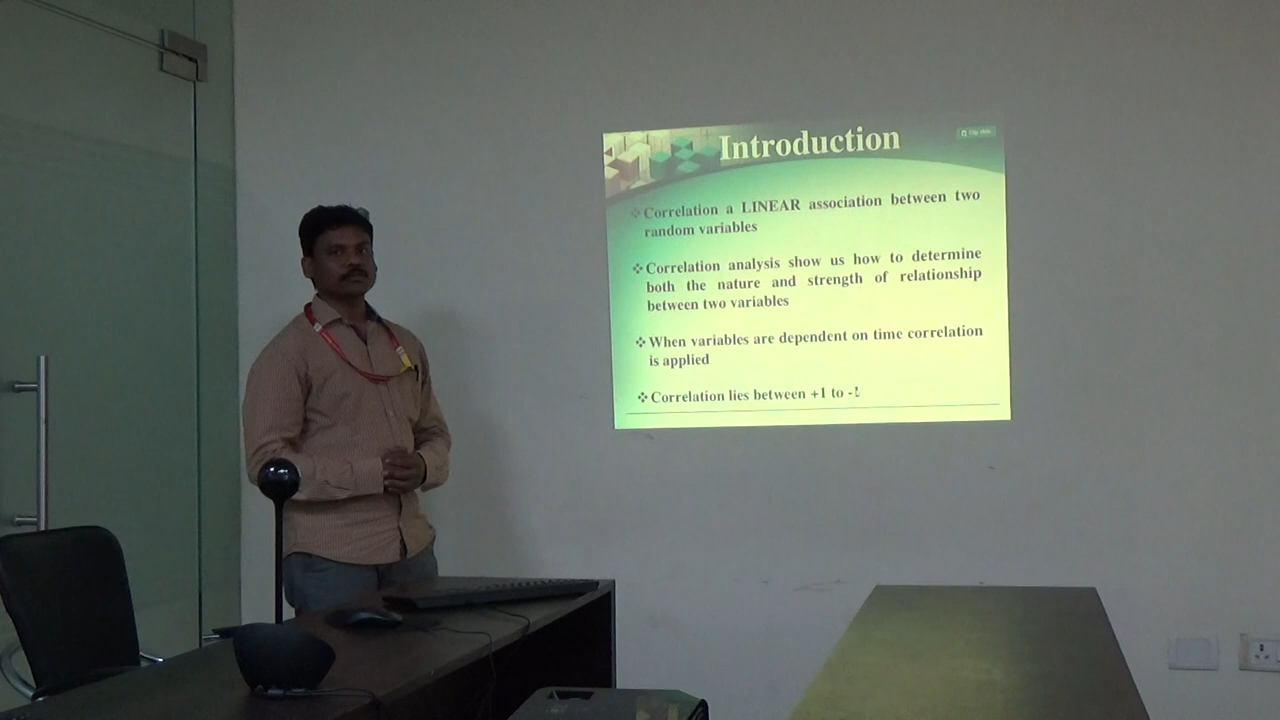 Introduction
Clip slide
❖ Correlation a LINEAR association between two
random variables
❖ Correlation analysis show us how to determine
both the nature and strength of relationship
between two variables
❖ When variables are dependent on time correlation
is applied
❖ Correlation lies between +1 to -1